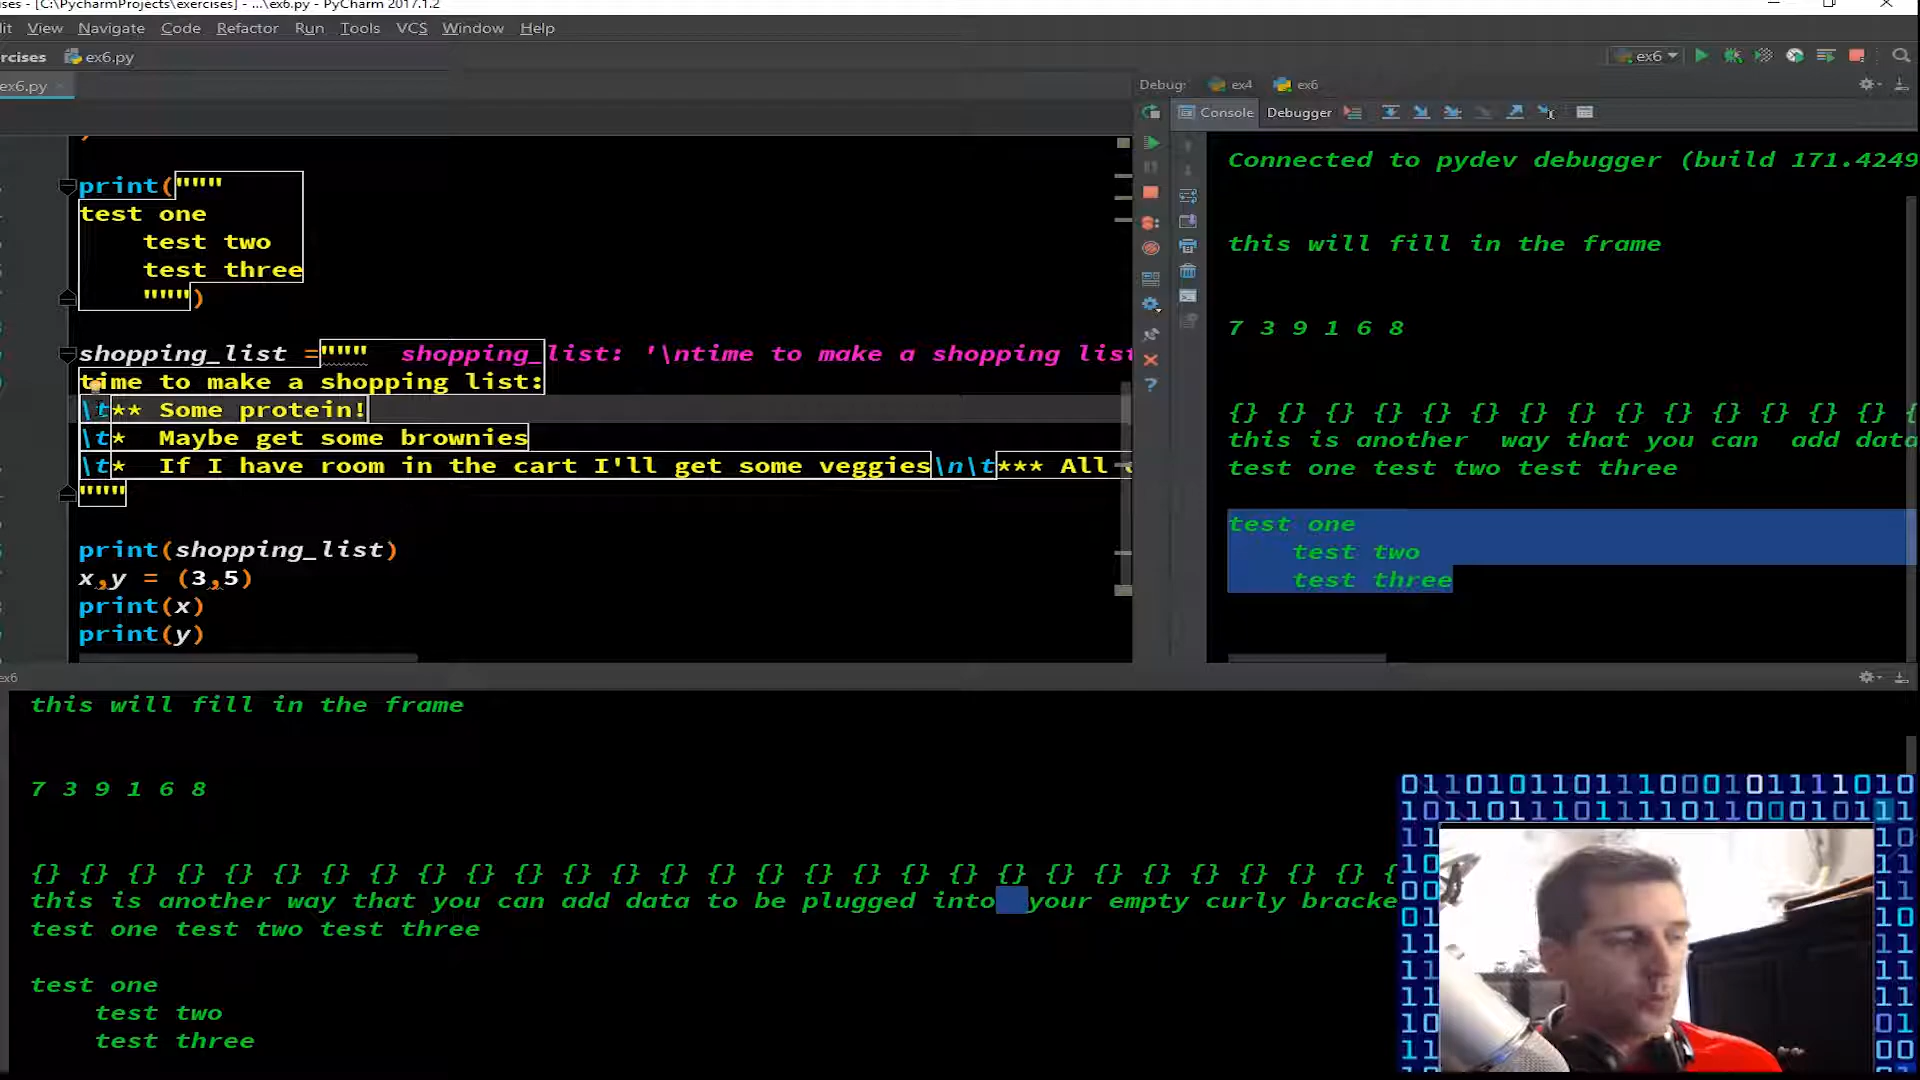 ises - [C:\PycharmProjects\exercises] - ...\ex6.py - PyCharm 2017.1.2
it View Navigate Code Refactor Run Tools VCS Window Help
rcises ex6.py
ex6
ex6.py
Debug: ex4 ex6
Console Debugger
print("""
test one
    test two
    test three
    """)
shopping_list =""" shopping_list: '\ntime to make a shopping list
time to make a shopping list:
\t** Some protein!
\t*  Maybe get some brownies
\t*  If I have room in the cart I'll get some veggies\n\t*** All
"""
print(shopping_list)
x,y = (3,5)
print(x)
print(y)
Connected to pydev debugger (build 171.4249
this will fill in the frame
7 3 9 1 6 8
{} {} {} {} {} {} {} {} {} {} {} {} {} {}
this is another  way that you can  add data
test one test two test three
test one
    test two
    test three
ex6
this will fill in the frame
7 3 9 1 6 8
{} {} {} {} {} {} {} {} {} {} {} {} {} {} {} {} {} {} {} {} {} {} {} {} {} {} {} {} {
this is another way that you can add data to be plugged into your empty curly bracke
test one test two test three
test one
    test two
    test three